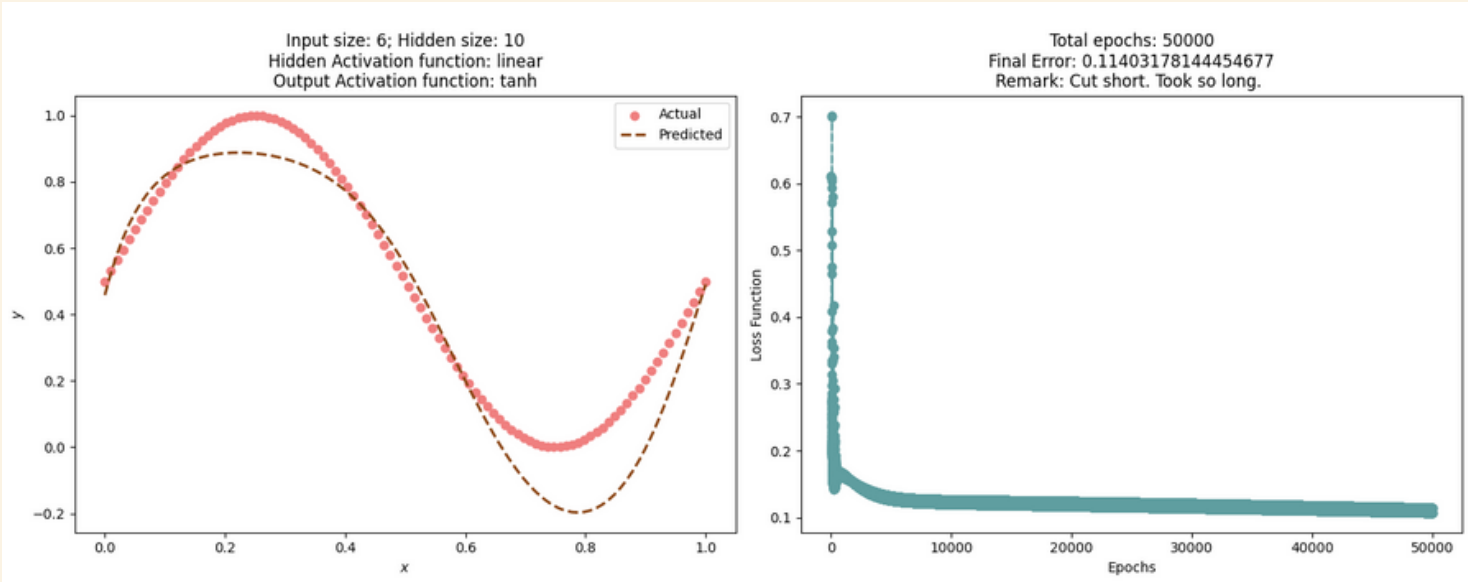 Input size: 6; Hidden size: 10
Hidden Activation function: linear
Output Activation function: tanh
Actual
Predicted
1.0
0.8
0.6
0.4
0.2
0.0
−0.2
y
0.0
0.2
0.4
0.6
0.8
1.0
x
Total epochs: 50000
Final Error: 0.11403178144454677
Remark: Cut short. Took so long.
0.7
0.6
0.5
0.4
0.3
0.2
0.1
Loss Function
0
10000
20000
30000
40000
50000
Epochs